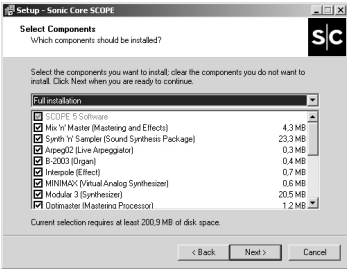 Setup - Sonic Core SCOPE
Select Components
Which components should be installed?
S|C
Select the components you want to install; clear the components you do not want to
install. Click Next when you are ready to continue.
Full installation
SCOPE 5 Software
Mix 'n' Master (Mastering and Effects) 4,3 MB
Synth 'n' Sampler (Sound Synthesis Package) 23,3 MB
Arpeg02 (Live Arpeggiator) 0,3 MB
B-2003 (Organ) 0,4 MB
Interpole (Effect) 0,7 MB
MINIMAX (Virtual Analog Synthesizer) 0,6 MB
Modular 3 (Synthesizer) 20,5 MB
Optimaster (Mastering Processor) 1,2 MB
Current selection requires at least 200,9 MB of disk space.
< Back Next > Cancel